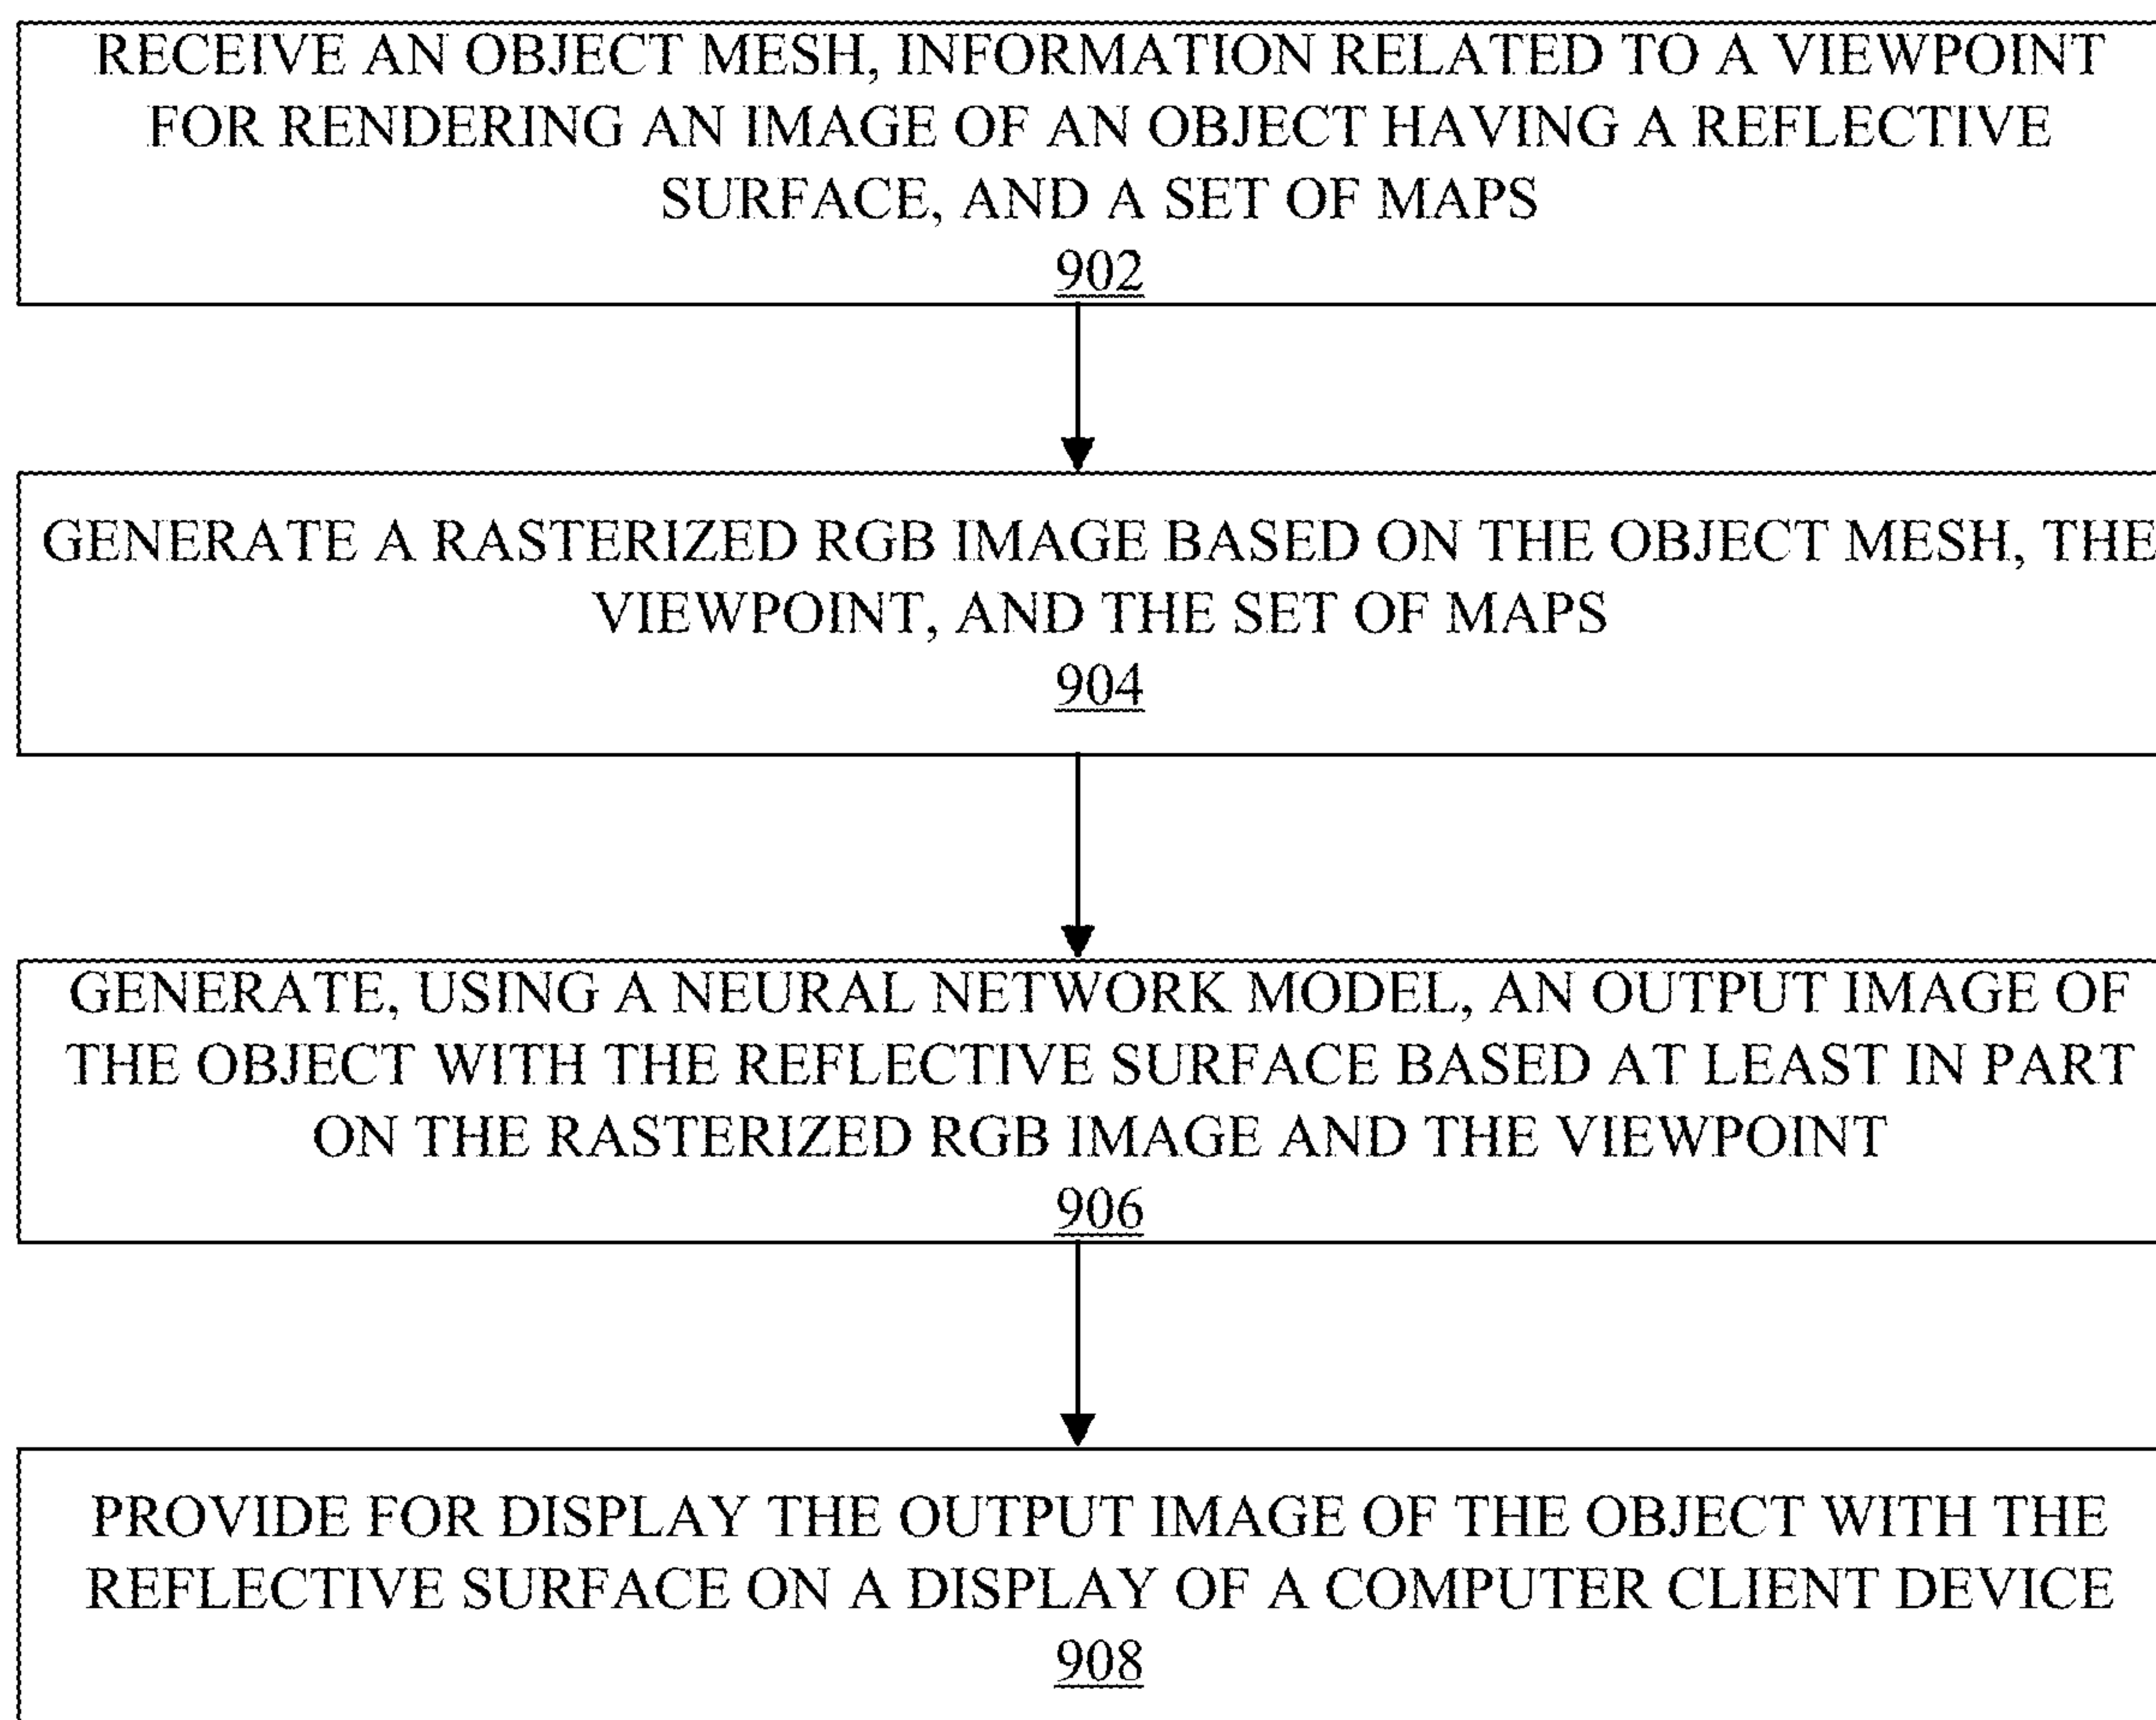 RECEIVE AN OBJECT MESH, INFORMATION RELATED TO A VIEWPOINT
FOR RENDERING AN IMAGE OF AN OBJECT HAVING A REFLECTIVE
SURFACE, AND A SET OF MAPS
902
GENERATE A RASTERIZED RGB IMAGE BASED ON THE OBJECT MESH, THE
VIEWPOINT, AND THE SET OF MAPS
904
GENERATE, USING A NEURAL NETWORK MODEL, AN OUTPUT IMAGE OF
THE OBJECT WITH THE REFLECTIVE SURFACE BASED AT LEAST IN PART
ON THE RASTERIZED RGB IMAGE AND THE VIEWPOINT
906
PROVIDE FOR DISPLAY THE OUTPUT IMAGE OF THE OBJECT WITH THE
REFLECTIVE SURFACE ON A DISPLAY OF A COMPUTER CLIENT DEVICE
908